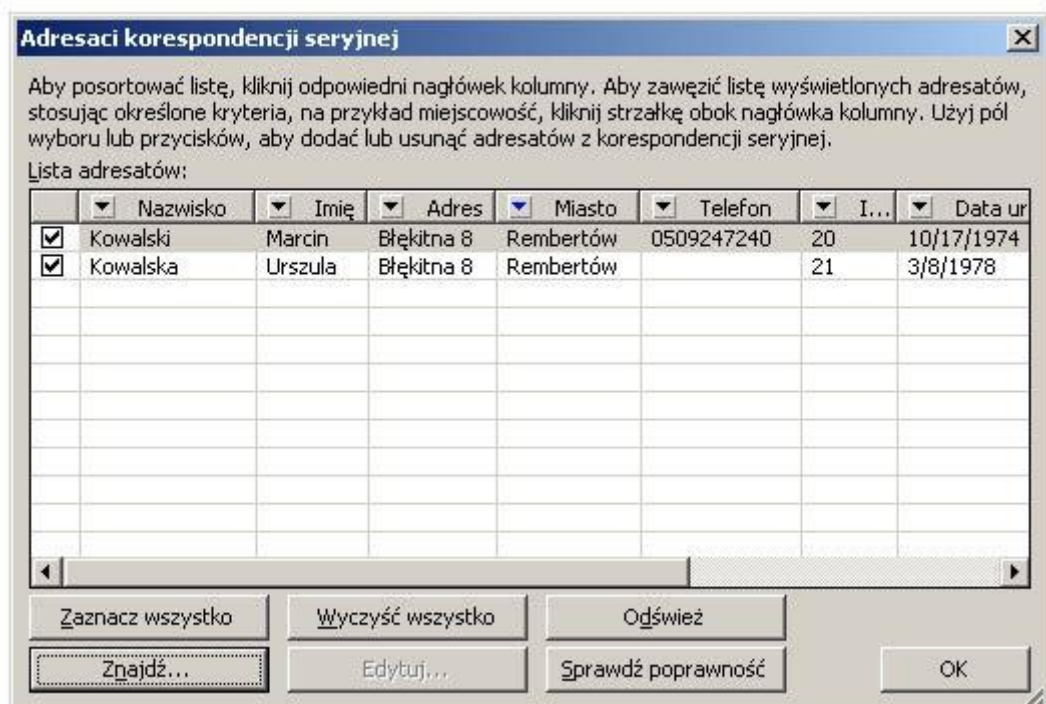 Adresaci korespondencji seryjnej
Aby posortować listę, kliknij odpowiedni nagłówek kolumny. Aby zawęzić listę wyświetlonych adresatów,
stosując określone kryteria, na przykład miejscowość, kliknij strzałkę obok nagłówka kolumny. Użyj pól
wyboru lub przycisków, aby dodać lub usunąć adresatów z korespondencji seryjnej.
Lista adresatów:
Nazwisko Imię Adres Miasto Telefon I... Data ur
Kowalski Marcin Błękitna 8 Rembertów 0509247240 20 10/17/1974
Kowalska Urszula Błękitna 8 Rembertów 21 3/8/1978
Zaznacz wszystko Wyczyść wszystko Odśwież
Znajdź... Edytuj... Sprawdź poprawność OK